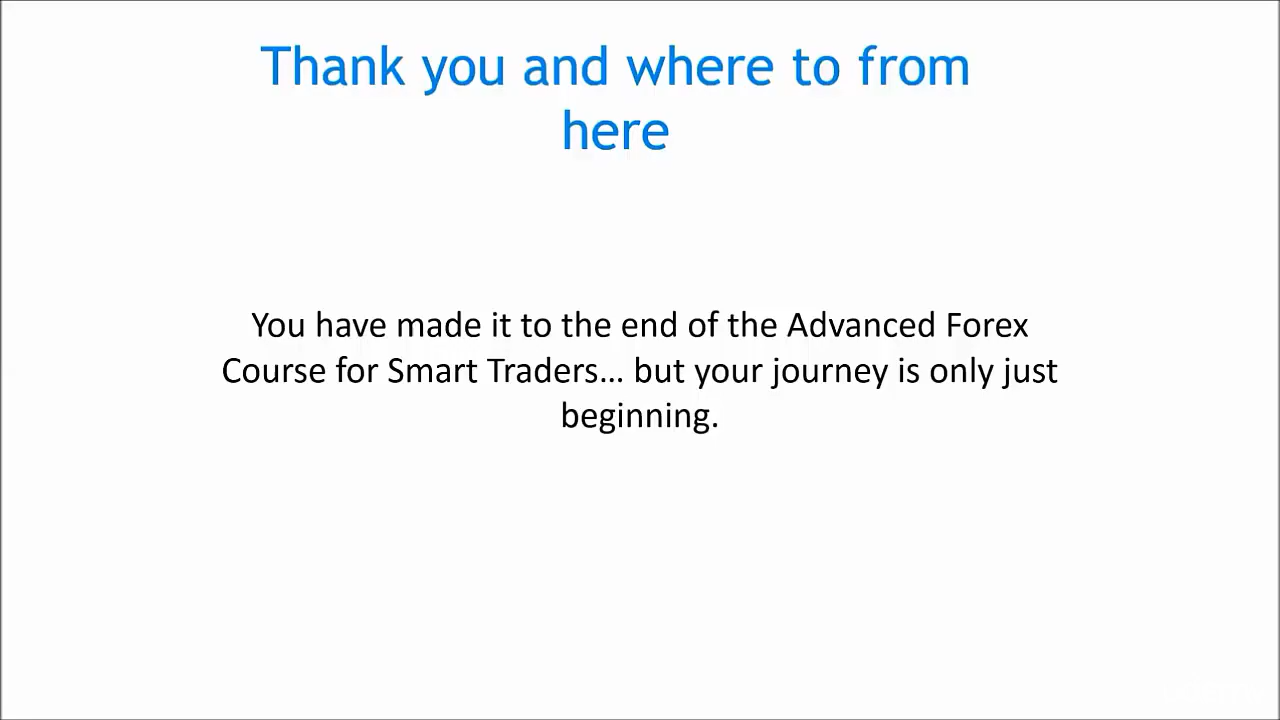 Thank you and where to from
here
You have made it to the end of the Advanced Forex
Course for Smart Traders... but your journey is only just
beginning.